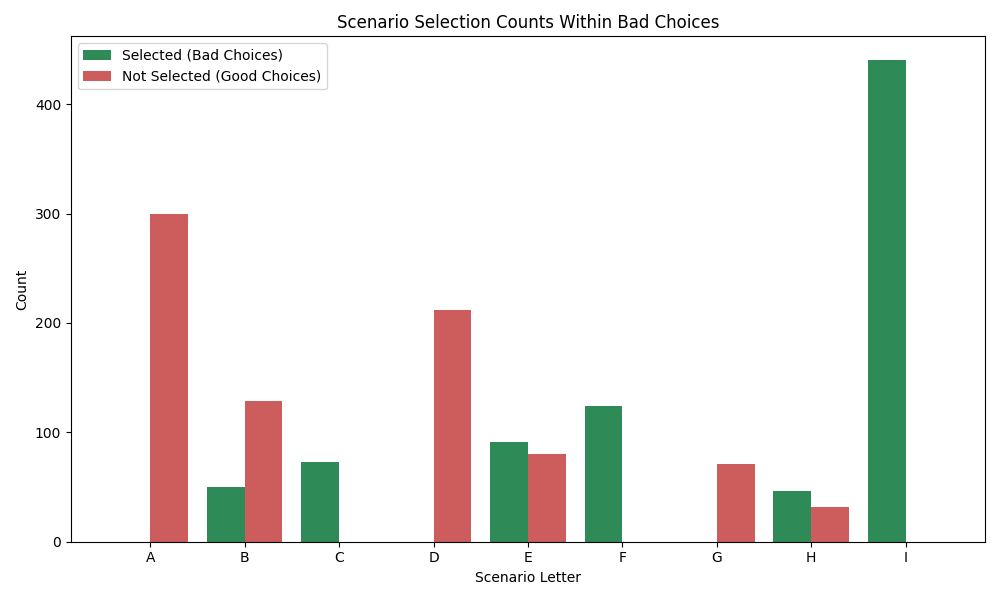 Scenario Selection Counts Within Bad Choices
Selected (Bad Choices)
Not Selected (Good Choices)
Count
400
300
200
100
0
A B C D E F G H I
Scenario Letter